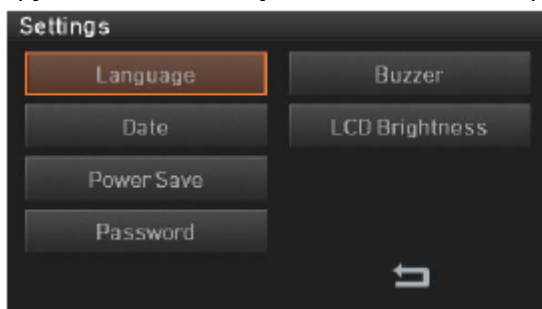 Settings
Language
Buzzer
Date
LCD Brightness
Power Save
Password